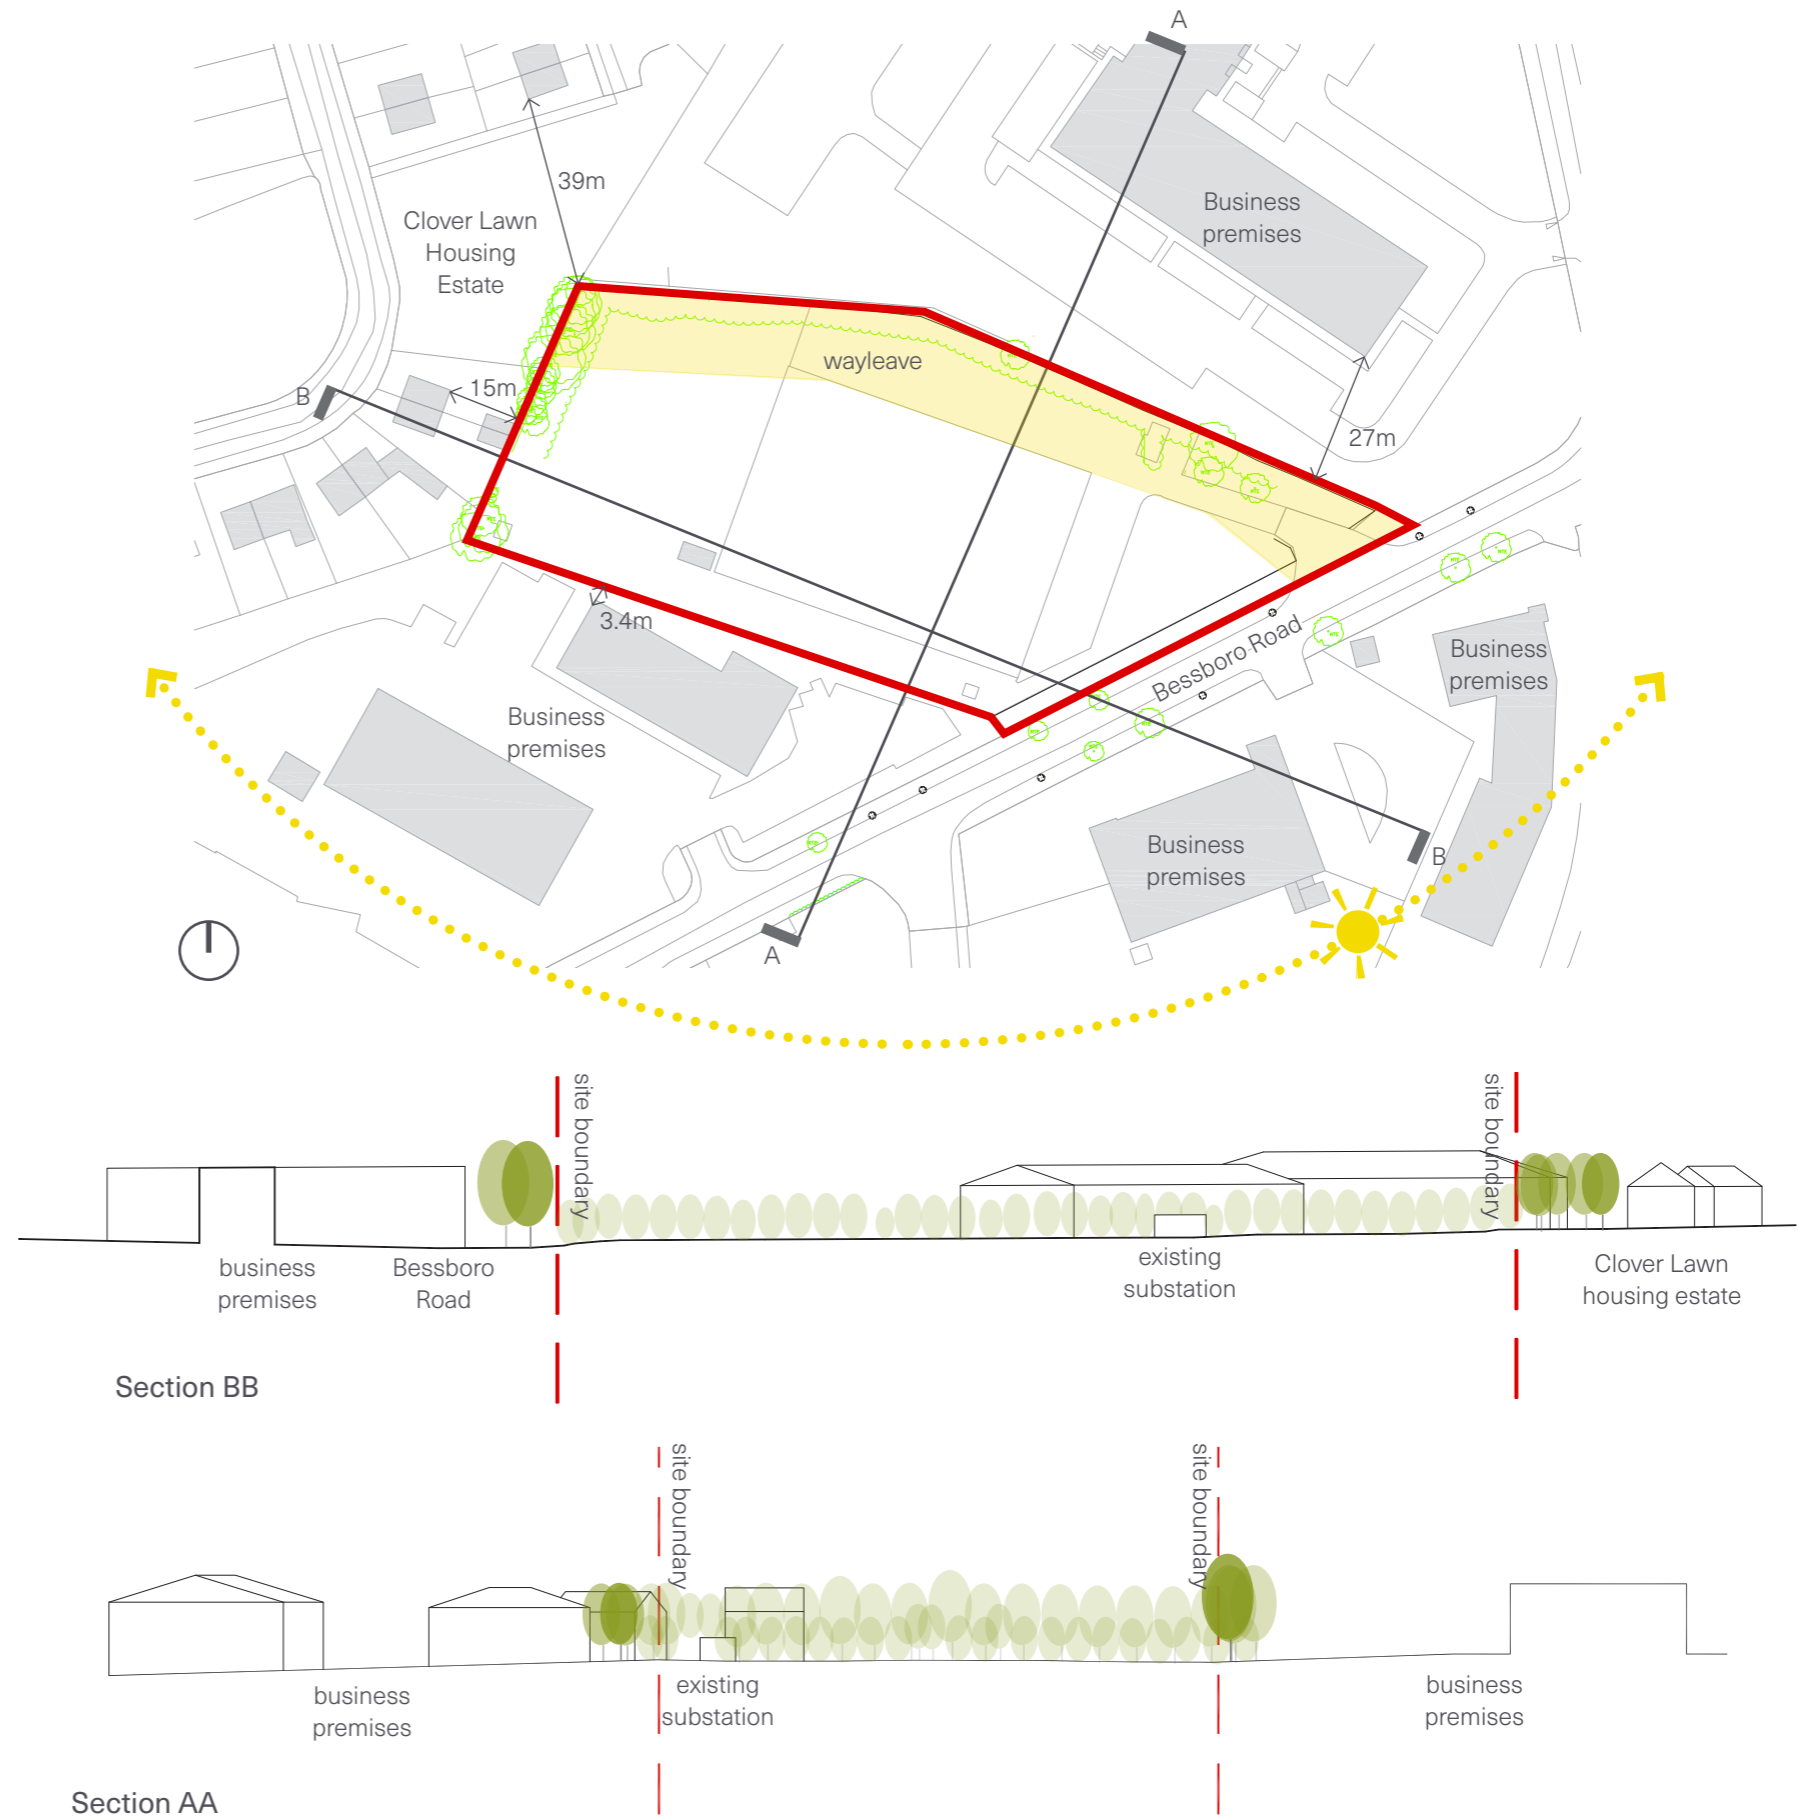 A
39m
Clover Lawn
Housing
Estate
Business
premises
wayleave
B
15m
27m
3.4m
Bessboro Road
Business
premises
Business
premises
Business
premises
B
A
site boundary
site boundary
business
premises
Bessboro
Road
existing
substation
Clover Lawn
housing estate
Section BB
site boundary
site boundary
business
premises
existing
substation
business
premises
Section AA